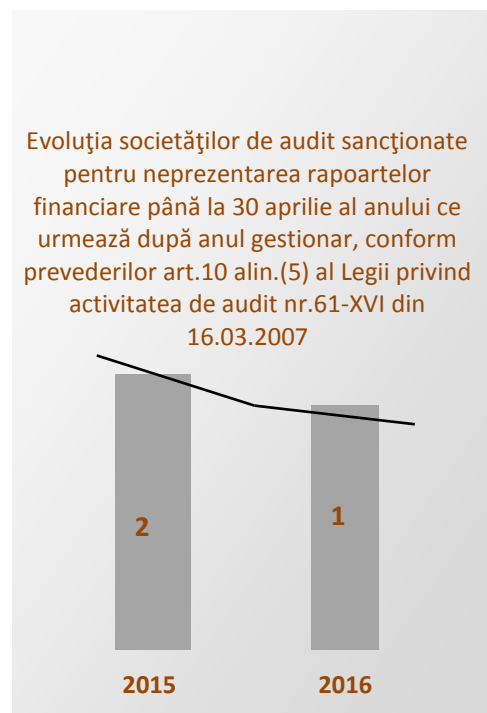 Evoluţia societăţilor de audit sancţionate
pentru neprezentarea rapoartelor
financiare până la 30 aprilie al anului ce
urmează după anul gestionar, conform
prevederilor art.10 alin.(5) al Legii privind
activitatea de audit nr.61-XVI din
16.03.2007
2
1
2015
2016